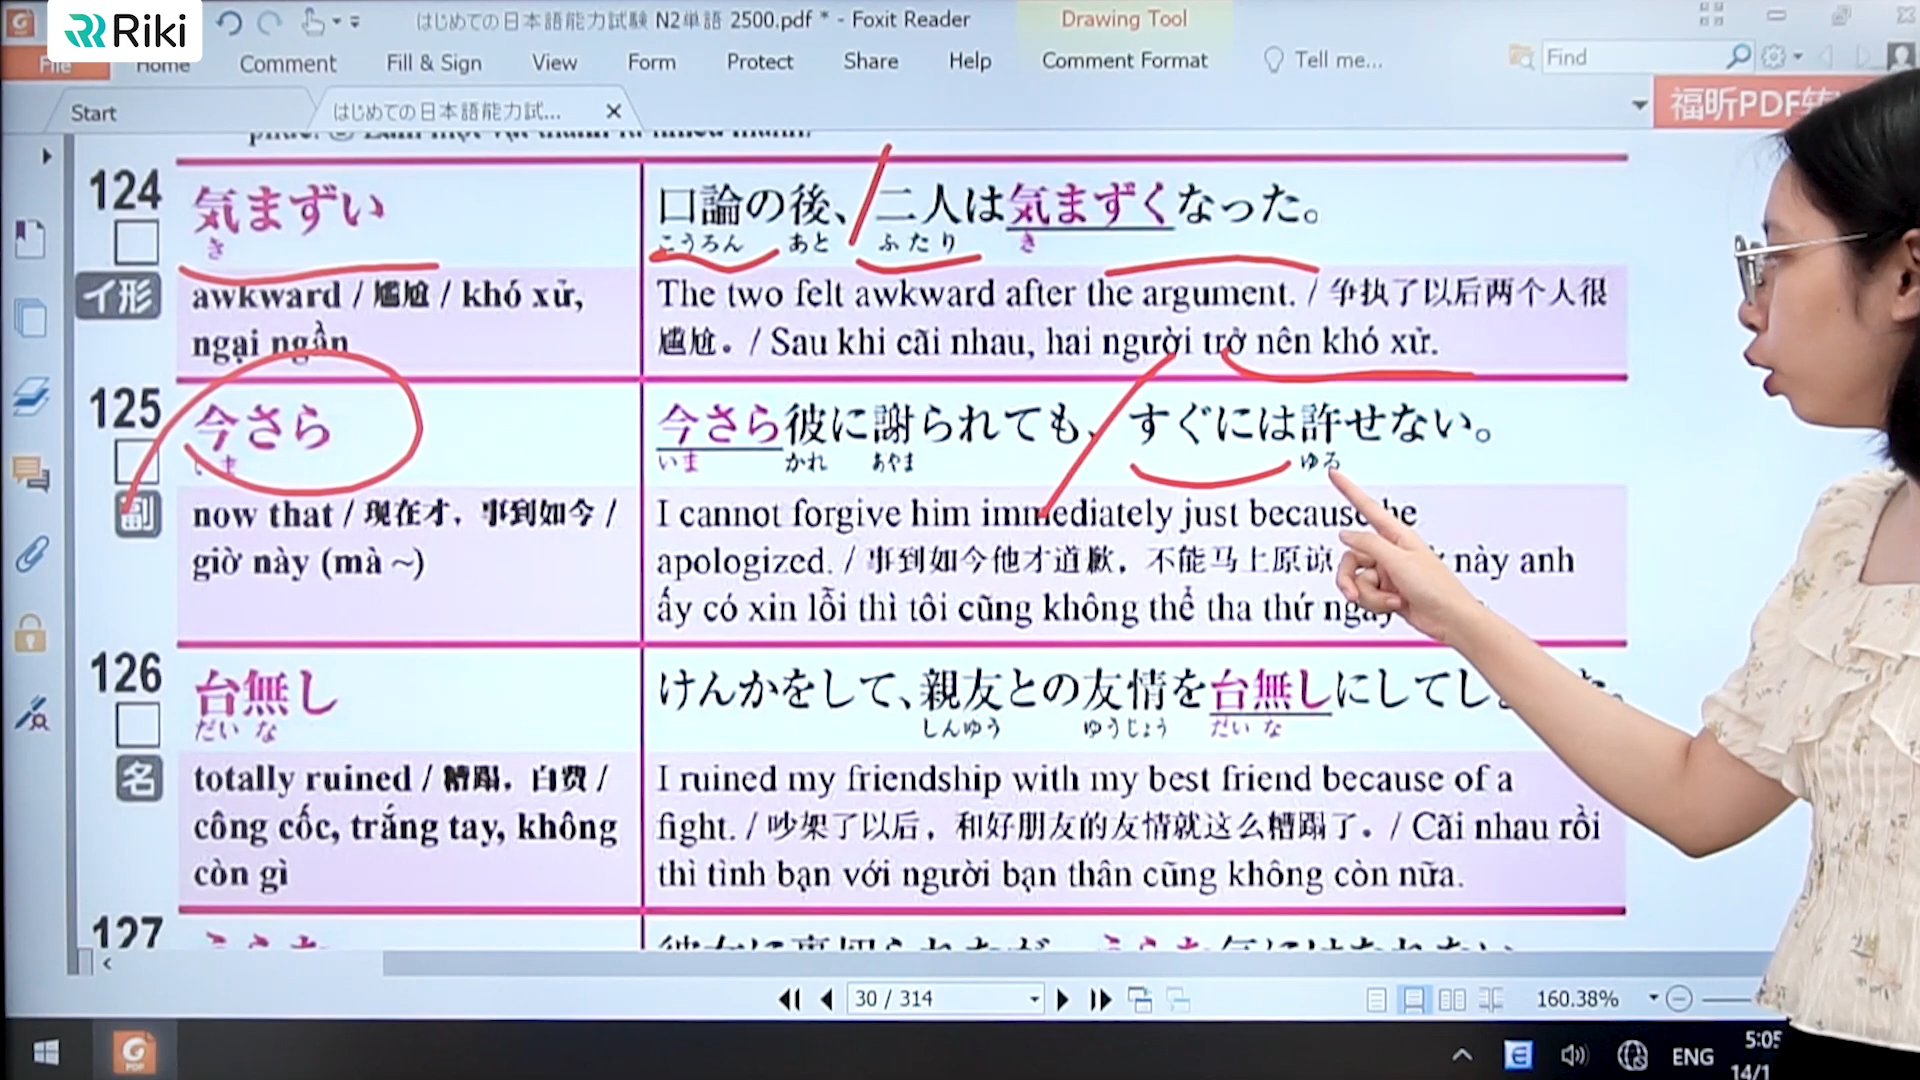 Riki
はじめての日本語能力試験 N2単語 2500.pdf * - Foxit Reader
Drawing Tool
File Home Comment Fill & Sign View Form Protect Share Help Comment Format Tell me... Find
Start はじめての日本語能力試... 福昕PDF转
124
気まずい
き
イ形
awkward / 尴尬 / khó xử,
ngại ngần
口論の後、二人は気まずくなった。
こうろん あと ふたり き
The two felt awkward after the argument. / 争执了以后两个人很
尴尬。/ Sau khi cãi nhau, hai người trở nên khó xử.
125
今さら
いま
副
now that / 现在才，事到如今 /
giờ này (mà ~)
今さら彼に謝られても、すぐには許せない。
いま かれ あやま ゆる
I cannot forgive him immediately just because he
apologized. / 事到如今他才道歉，不能马上原谅 này anh
ấy có xin lỗi thì tôi cũng không thể tha thứ ngay
126
台無し
だい な
名
totally ruined / 糟蹋，白费 /
công cốc, trắng tay, không
còn gì
けんかをして、親友との友情を台無しにしてし
しんゆう ゆうじょう だい な
I ruined my friendship with my best friend because of a
fight. / 吵架了以后，和好朋友的友情就这么糟蹋了。/ Cãi nhau rồi
thì tình bạn với người bạn thân cũng không còn nữa.
127
30 / 314
160.38%
ENG
5:05
14/1